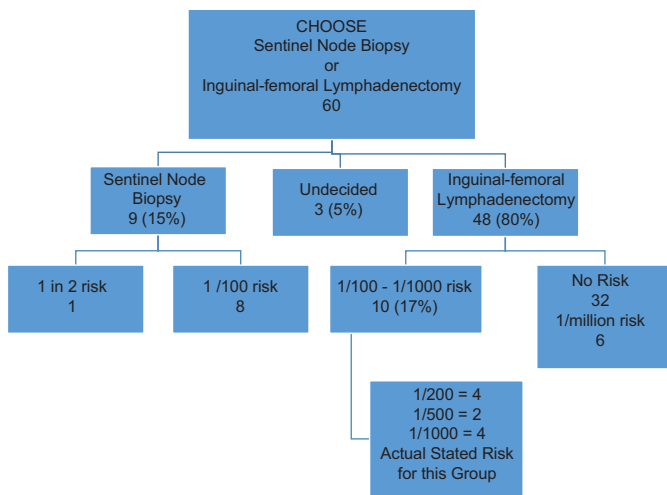 CHOOSE
Sentinel Node Biopsy
or
Inguinal-femoral Lymphadenectomy
60
Sentinel Node
Biopsy
9 (15%)
Undecided
3 (5%)
Inguinal-femoral
Lymphadenectomy
48 (80%)
1 in 2 risk
1
1 /100 risk
8
1/100 - 1/1000 risk
10 (17%)
No Risk
32
1/million risk
6
1/200 = 4
1/500 = 2
1/1000 = 4
Actual Stated Risk
for this Group